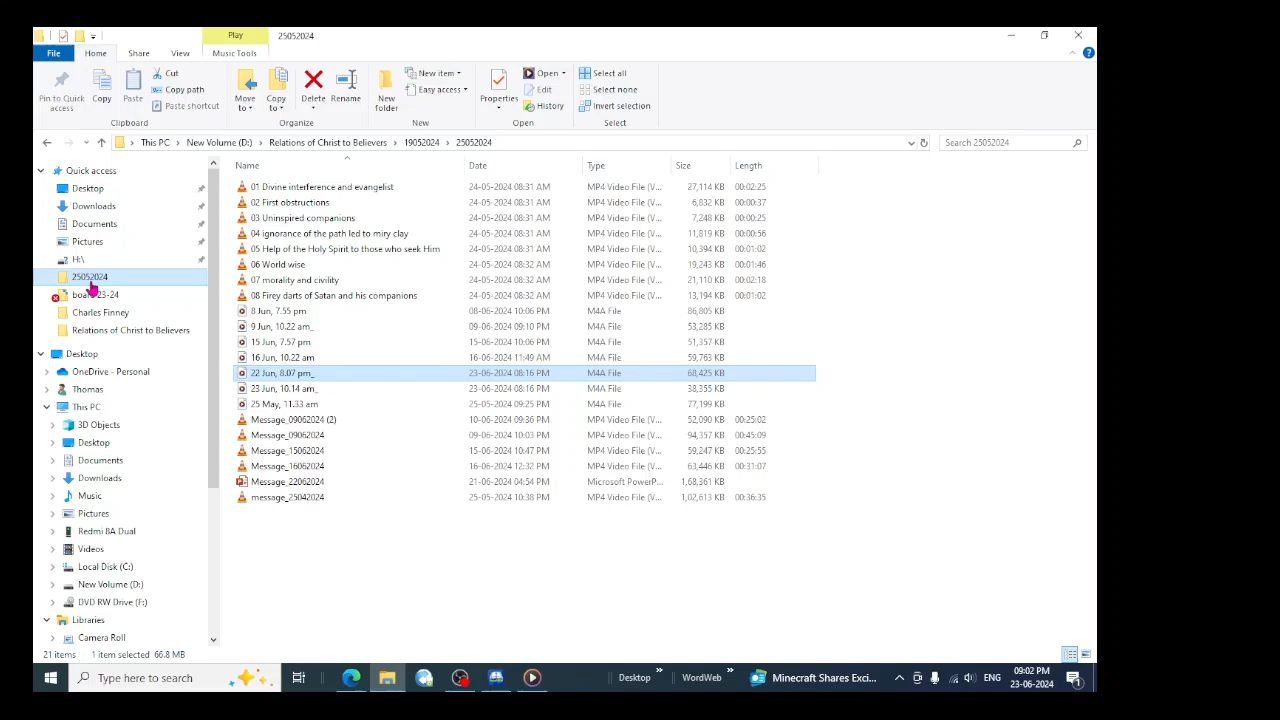 Play
25052024
File
Home
Share
View
Music Tools
Pin to Quick access
Copy
Paste
Cut
Copy path
Paste shortcut
Clipboard
Move to
Copy to
Delete
Rename
Organize
New folder
New item
Easy access
New
Properties
Open
Edit
History
Open
Select all
Select none
Invert selection
Select
This PC > New Volume (D:) > Relations of Christ to Believers > 19052024 > 25052024
Search 25052024
Name Date Type Size Length
01 Divine interference and evangelist 24-05-2024 08:31 AM MP4 Video File (V... 27,114 KB 00:02:25
02 First obstructions 24-05-2024 08:31 AM MP4 Video File (V... 6,832 KB 00:00:37
03 Uninspired companions 24-05-2024 08:31 AM MP4 Video File (V... 7,248 KB 00:00:25
04 ignorance of the path led to miry clay 24-05-2024 08:31 AM MP4 Video File (V... 11,819 KB 00:00:56
05 Help of the Holy Spirit to those who seek Him 24-05-2024 08:31 AM MP4 Video File (V... 10,394 KB 00:01:02
06 World wise 24-05-2024 08:32 AM MP4 Video File (V... 19,243 KB 00:01:46
07 morality and civility 24-05-2024 08:32 AM MP4 Video File (V... 21,110 KB 00:02:18
08 Firey darts of Satan and his companions 24-05-2024 08:32 AM MP4 Video File (V... 13,194 KB 00:01:06
8 Jun, 7.55 pm 08-06-2024 10:06 PM M4A File 86,805 KB
9 Jun, 10.22 am_ 09-06-2024 09:10 PM M4A File 53,285 KB
15 Jun, 7.57 pm 15-06-2024 10:06 PM M4A File 51,357 KB
16 Jun, 10.22 am 16-06-2024 11:49 AM M4A File 59,763 KB
22 Jun, 8.07 pm_ 23-06-2024 08:16 PM M4A File 68,425 KB
23 Jun, 10.14 am_ 23-06-2024 08:16 PM M4A File 38,355 KB
25 May, 11.33 am 25-05-2024 09:25 PM M4A File 77,199 KB
Message_09062024 (2) 10-06-2024 09:36 PM MP4 Video File (V... 52,090 KB 00:25:02
Message_09062024 09-06-2024 10:03 PM MP4 Video File (V... 94,357 KB 00:45:09
Message_15062024 15-06-2024 10:47 PM MP4 Video File (V... 59,247 KB 00:25:55
Message_16062024 16-06-2024 12:32 PM MP4 Video File (V... 63,446 KB 00:31:07
Message_22062024 21-06-2024 04:54 PM Microsoft PowerP... 1,68,361 KB
message_25042024 25-05-2024 10:38 PM MP4 Video File (V... 1,02,613 KB 00:36:35
Quick access
Desktop
Downloads
Documents
Pictures
H:\
25052024
23-24
Charles Finney
Relations of Christ to Believers
Desktop
OneDrive - Personal
Thomas
This PC
3D Objects
Desktop
Documents
Downloads
Music
Pictures
Redmi 8A Dual
Videos
Local Disk (C:)
New Volume (D:)
DVD RW Drive (F:)
Libraries
Camera Roll
21 items 1 item selected 66.8 MB
Type here to search
Desktop
WordWeb
Minecraft Shares Exci...
ENG
09:02 PM
23-06-2024
1